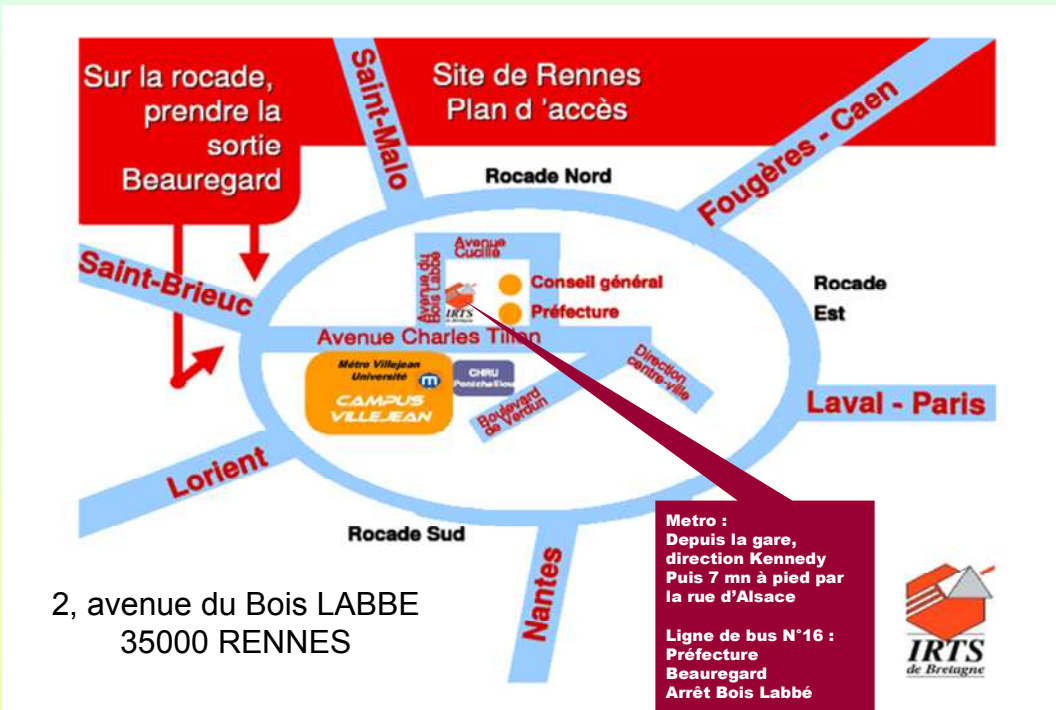 Sur la rocade,
prendre la
sortie
Beauregard
Site de Rennes
Plan d 'accès
Saint-Malo
Fougères - Caen
Rocade Nord
Saint-Brieuc
Avenue
Cucillé
Avenue du
Bois Labbé
Conseil général
Préfecture
IRTS
de Bretagne
Rocade
Est
Avenue Charles Tillon
Métro Villejean
Université
m
CHRU
Pontchaillou
CAMPUS
VILLEJEAN
Boulevard
de Verdun
Direction
centre-ville
Laval - Paris
Lorient
Rocade Sud
Nantes
Metro :
Depuis la gare,
direction Kennedy
Puis 7 mn à pied par
la rue d'Alsace
Ligne de bus N°16 :
Préfecture
Beauregard
Arrêt Bois Labbé
2, avenue du Bois LABBE
35000 RENNES
IRTS
de Bretagne